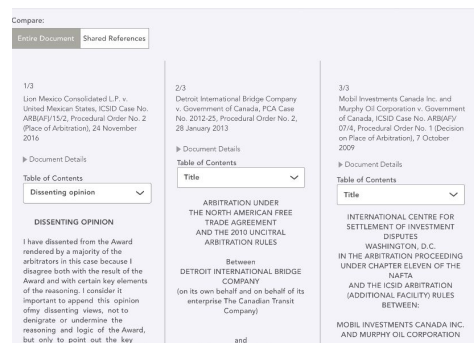 Compare:
Entire Document Shared References
1/3
Lion Mexico Consolidated L.P. v.
United Mexican States, ICSID Case No.
ARB(AF)/15/2, Procedural Order No. 2
(Place of Arbitration), 24 November
2016
Document Details
Table of Contents
Dissenting opinion
DISSENTING OPINION
I have dissented from the Award
rendered by a majority of the
arbitrators in this case because I
disagree both with the result of the
Award and with certain key elements
of the reasoning. I consider it
important to append this opinion
ofmy dissenting views, not to
denigrate or undermine the
reasoning and logic of the Award,
but only to point out the key
2/3
Detroit International Bridge Company
v. Government of Canada, PCA Case
No. 2012-25, Procedural Order No. 2,
28 January 2013
Document Details
Table of Contents
Title
ARBITRATION UNDER
THE NORTH AMERICAN FREE
TRADE AGREEMENT
AND THE 2010 UNCITRAL
ARBITRATION RULES
Between
DETROIT INTERNATIONAL BRIDGE
COMPANY
(on its own behalf and on behalf of its
enterprise The Canadian Transit
Company)
and
3/3
Mobil Investments Canada Inc. and
Murphy Oil Corporation v. Government
of Canada, ICSID Case No. ARB(AF)/
07/4, Procedural Order No. 1 (Decision
on Place of Arbitration), 7 October
2009
Document Details
Table of Contents
Title
INTERNATIONAL CENTRE FOR
SETTLEMENT OF INVESTMENT
DISPUTES
WASHINGTON, D.C.
IN THE ARBITRATION PROCEEDING
UNDER CHAPTER ELEVEN OF THE
NAFTA
AND THE ICSID ARBITRATION
(ADDITIONAL FACILITY) RULES
BETWEEN:
MOBIL INVESTMENTS CANADA INC.
AND MURPHY OIL CORPORATION